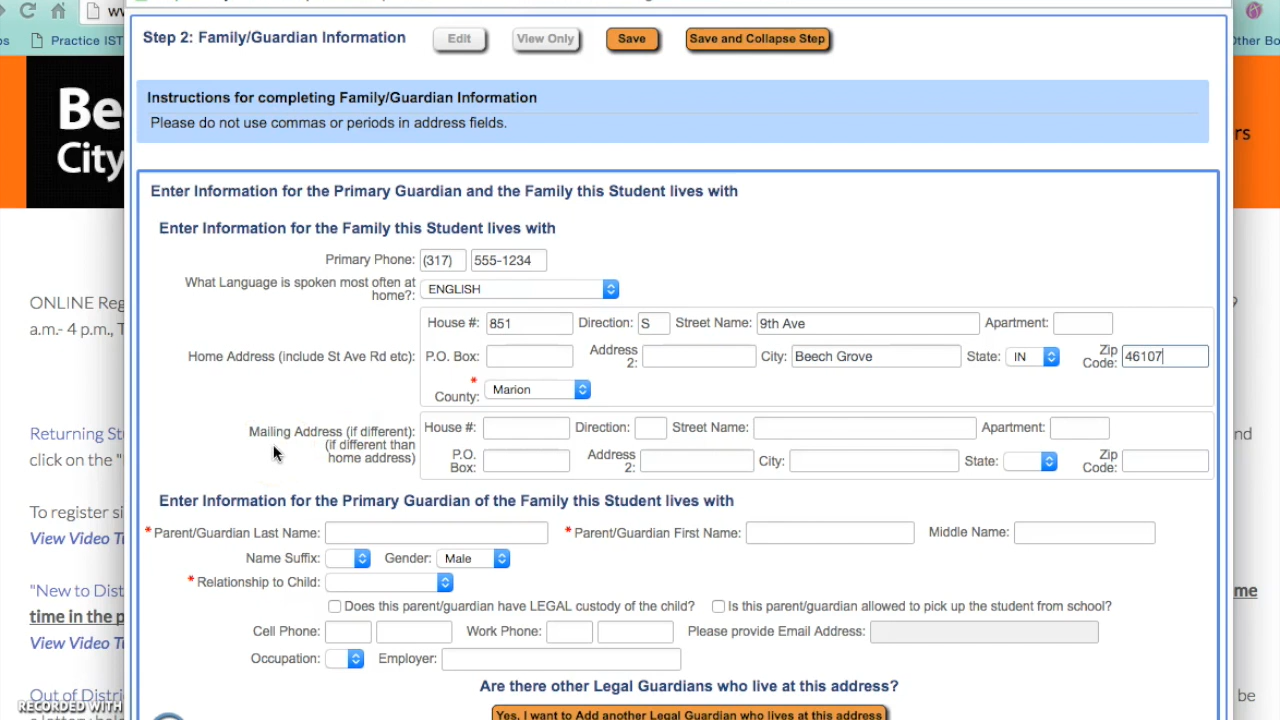 Practice IST
Other Bo
Step 2: Family/Guardian Information Edit View Only Save Save and Collapse Step
Instructions for completing Family/Guardian Information
Please do not use commas or periods in address fields.
Be
City
rs
Enter Information for the Primary Guardian and the Family this Student lives with
Enter Information for the Family this Student lives with
Primary Phone: (317) 555-1234
What Language is spoken most often at home?: ENGLISH
ONLINE Reg
a.m.- 4 p.m., T
House #: 851 Direction: S Street Name: 9th Ave Apartment:
Home Address (include St Ave Rd etc): P.O. Box: Address 2: City: Beech Grove State: IN Zip Code: 46107
* County: Marion
Mailing Address (if different): (if different than home address) House #: Direction: Street Name: Apartment:
P.O. Box: Address 2: City: State: Zip Code:
Returning St
nd
click on the "
Enter Information for the Primary Guardian of the Family this Student lives with
To register si
View Video T
* Parent/Guardian Last Name: * Parent/Guardian First Name: Middle Name:
Name Suffix: Gender: Male
* Relationship to Child:
"New to Dist
me
time in the p
View Video T
Does this parent/guardian have LEGAL custody of the child? Is this parent/guardian allowed to pick up the student from school?
Cell Phone: Work Phone: Please provide Email Address:
Occupation: Employer:
Are there other Legal Guardians who live at this address?
Out of Distri
be
Yes, I want to Add another Legal Guardian who lives at this address
RECORDED WITH